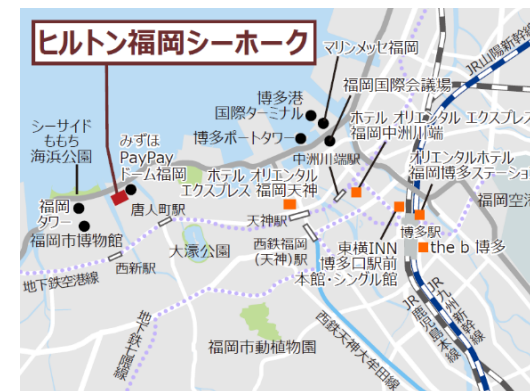 ヒルトン福岡シーホーク
マリンメッセ福岡
JR山陽新幹線
福岡国際会議場
博多港
国際ターミナル
ホテル オリエンタル エクスプレス
福岡中洲川端
シーサイド
ももち
海浜公園
みずほ
PayPay
ドーム福岡
博多ポートタワー
中洲川端駅
オリエンタルホテル
福岡博多ステーション
ホテル オリエンタル
エクスプレス 福岡天神
福岡空港
福岡
タワー
唐人町駅
天神駅
博多駅
福岡市博物館
大濠公園
西鉄福岡
(天神)駅
東横INN
博多口駅前
本館・シングル館
the b 博多
西新駅
地下鉄空港線
地下鉄七隈線
福岡市動植物園
西鉄天神大牟田線
JR鹿児島本線
JR九州新幹線